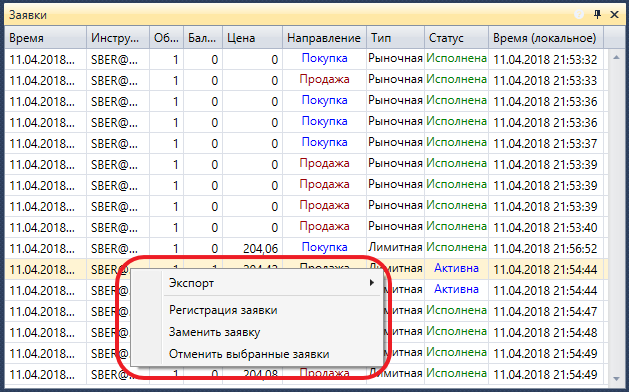 Заявки
Время Инстру... Об... Бал... Цена Направление Тип Статус Время (локальное)
11.04.2018... SBER@... 1 0 0 Покупка Рыночная Исполнена 11.04.2018 21:53:32
11.04.2018... SBER@... 1 0 0 Продажа Рыночная Исполнена 11.04.2018 21:53:33
11.04.2018... SBER@... 1 0 0 Покупка Рыночная Исполнена 11.04.2018 21:53:36
11.04.2018... SBER@... 1 0 0 Покупка Рыночная Исполнена 11.04.2018 21:53:36
11.04.2018... SBER@... 1 0 0 Покупка Рыночная Исполнена 11.04.2018 21:53:37
11.04.2018... SBER@... 1 0 0 Продажа Рыночная Исполнена 11.04.2018 21:53:39
11.04.2018... SBER@... 1 0 0 Продажа Рыночная Исполнена 11.04.2018 21:53:39
11.04.2018... SBER@... 1 0 0 Продажа Рыночная Исполнена 11.04.2018 21:53:39
11.04.2018... SBER@... 1 0 0 Продажа Рыночная Исполнена 11.04.2018 21:53:40
11.04.2018... SBER@... 1 0 204,06 Покупка Лимитная Исполнена 11.04.2018 21:56:52
11.04.2018... SBER@... Продажа Лимитная Активна 11.04.2018 21:54:44
11.04.2018... SBER@ Экспорт итная Активна 11.04.2018 21:54:44
11.04.2018... SBER@ Регистрация заявки итная Исполнена 11.04.2018 21:54:47
11.04.2018... SBER@ Заменить заявку итная Исполнена 11.04.2018 21:54:48
11.04.2018... SBER@ Отменить выбранные заявки итная Исполнена 11.04.2018 21:54:49
11.04.2018... SBER@... 1 0 204,08 Продажа Лимитная Исполнена 11.04.2018 21:54:49